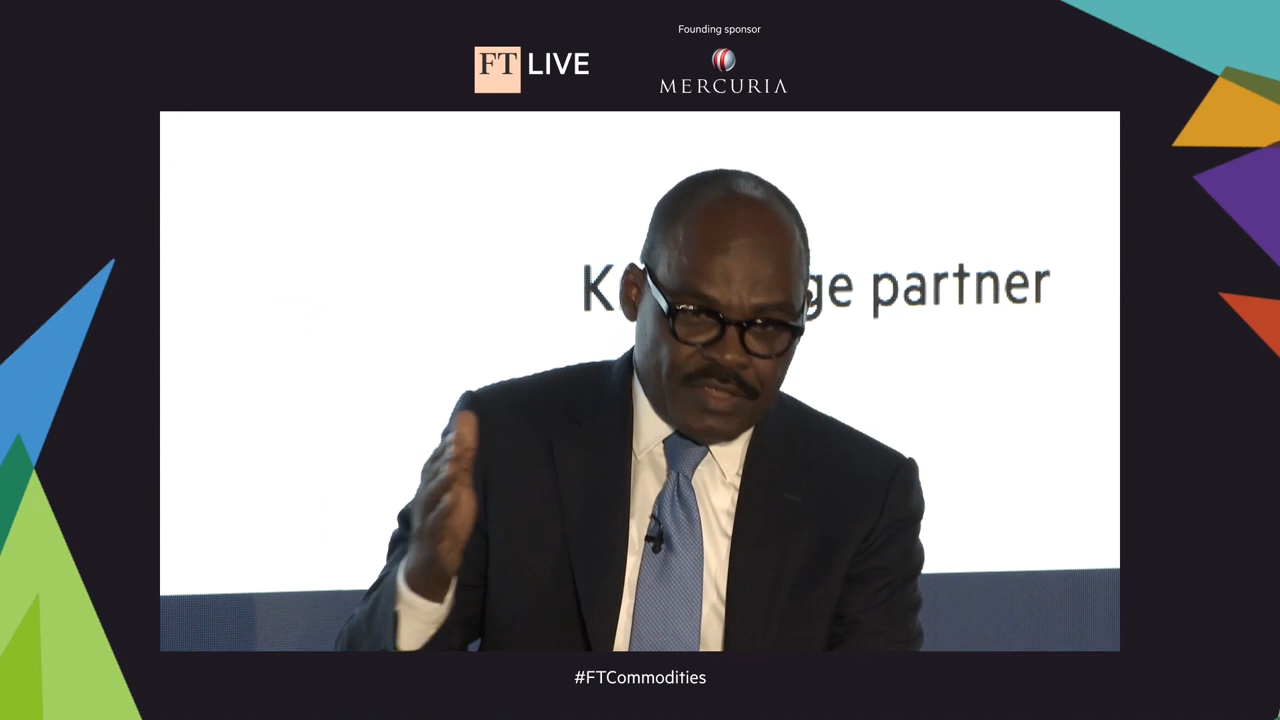 Founding sponsor
FT LIVE
MERCURIA
ge partner
#FTCommodities